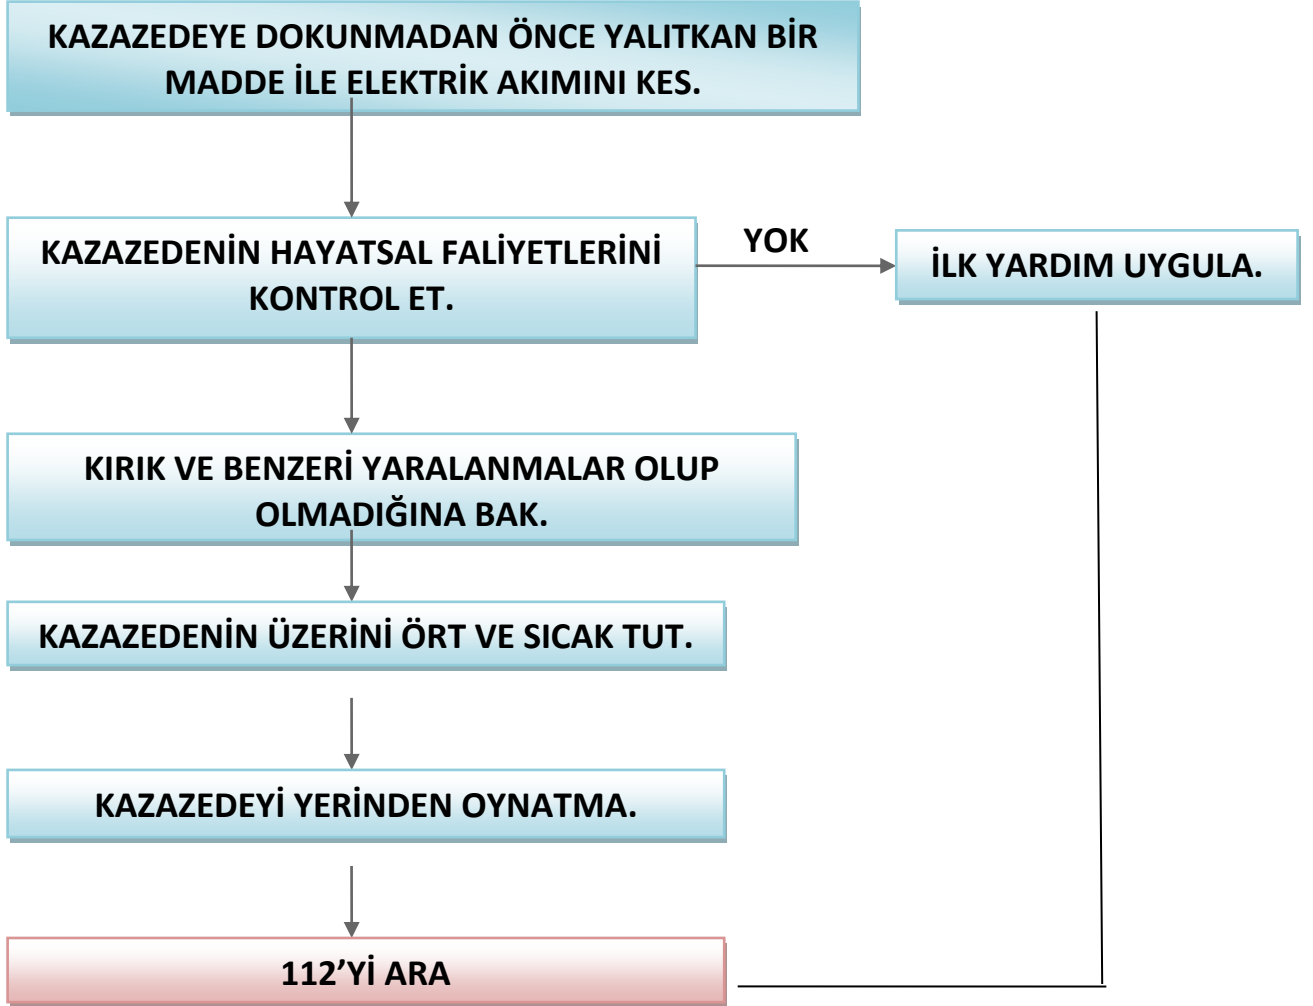 KAZAZEDEYE DOKUNMADAN ÖNCE YALITKAN BİR
MADDE İLE ELEKTRİK AKIMINI KES.
KAZAZEDENİN HAYATSAL FALİYETLERİNİ
KONTROL ET.
YOK
İLK YARDIM UYGULA.
KIRIK VE BENZERİ YARALANMALAR OLUP
OLMADIĞINA BAK.
KAZAZEDENİN ÜZERİNİ ÖRT VE SICAK TUT.
KAZAZEDEYİ YERİNDEN OYNATMA.
112’Yİ ARA